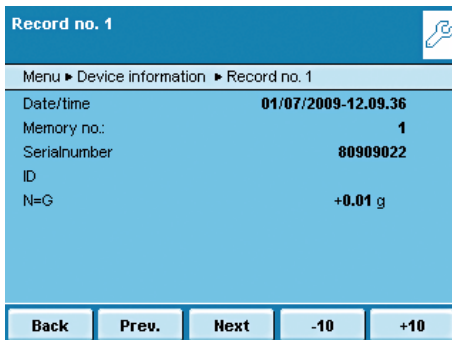 Record no. 1
Menu ▸ Device information ▸ Record no. 1
Date/time 01/07/2009-12.09.36
Memory no.: 1
Serialnumber 80909022
ID
N=G +0.01 g
Back Prev. Next -10 +10